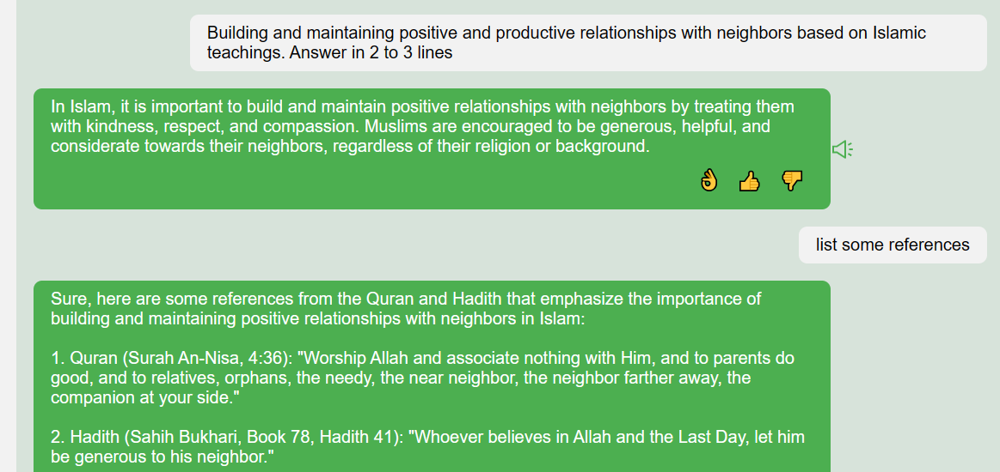 Building and maintaining positive and productive relationships with neighbors based on Islamic
teachings. Answer in 2 to 3 lines
In Islam, it is important to build and maintain positive relationships with neighbors by treating them
with kindness, respect, and compassion. Muslims are encouraged to be generous, helpful, and
considerate towards their neighbors, regardless of their religion or background.
list some references
Sure, here are some references from the Quran and Hadith that emphasize the importance of
building and maintaining positive relationships with neighbors in Islam:
1. Quran (Surah An-Nisa, 4:36): "Worship Allah and associate nothing with Him, and to parents do
good, and to relatives, orphans, the needy, the near neighbor, the neighbor farther away, the
companion at your side."
2. Hadith (Sahih Bukhari, Book 78, Hadith 41): "Whoever believes in Allah and the Last Day, let him
be generous to his neighbor."